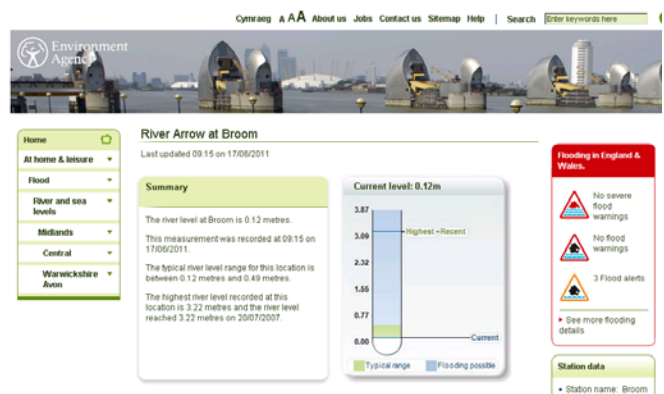 Cymraeg A A A About us Jobs Contact us Sitemap Help | Search Enter keywords here
Environment
Agency
Home
At home & leisure
Flood
River and sea
levels
Midlands
Central
Warwickshire
Avon
River Arrow at Broom
Last updated 09:15 on 17/06/2011
Summary
The river level at Broom is 0.12 metres.
This measurement was recorded at 09:15 on
17/06/2011.
The typical river level range for this location is
between 0.12 metres and 0.49 metres.
The highest river level recorded at this
location is 3.22 metres and the river level
reached 3.22 metres on 20/07/2007.
Current level: 0.12m
3.87
3.09
2.32
1.55
0.77
0.00
Highest =Recent
Current
Typical range
Flooding possible
Flooding in England &
Wales.
No severe
flood
warnings
No flood
warnings
3 Flood alerts
See more flooding
details
Station data
• Station name: Broom